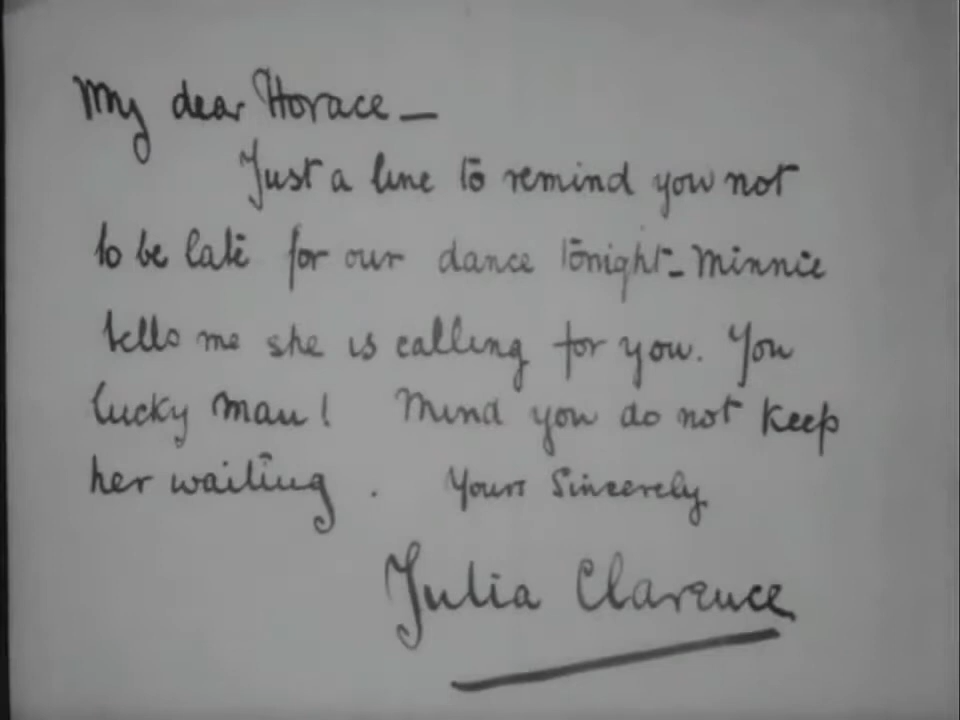 My dear Horace —
Just a line to remind you not
to be late for our dance tonight - Minnie
tells me she is calling for you. You
lucky man! Mind you do not keep
her waiting. Yours Sincerely
Julia Clarence